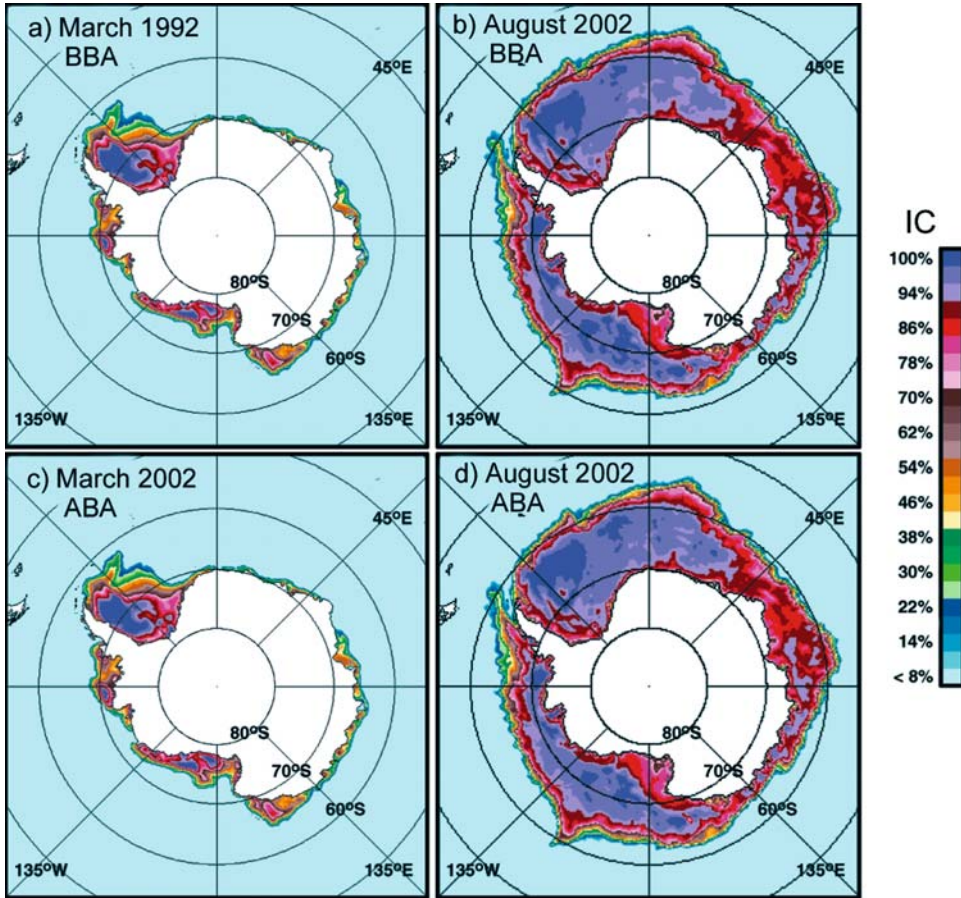 a) March 1992
BBA
45°E
80°S
70°S
60°S
135°W
135°E
b) August 2002
BBA
45°E
80°S
70°S
60°S
135°W
135°E
c) March 2002
ABA
45°E
80°S
70°S
60°S
135°W
135°E
d) August 2002
ABA
45°E
80°S
70°S
60°S
135°W
135°E
IC
100%
94%
86%
78%
70%
62%
54%
46%
38%
30%
22%
14%
< 8%